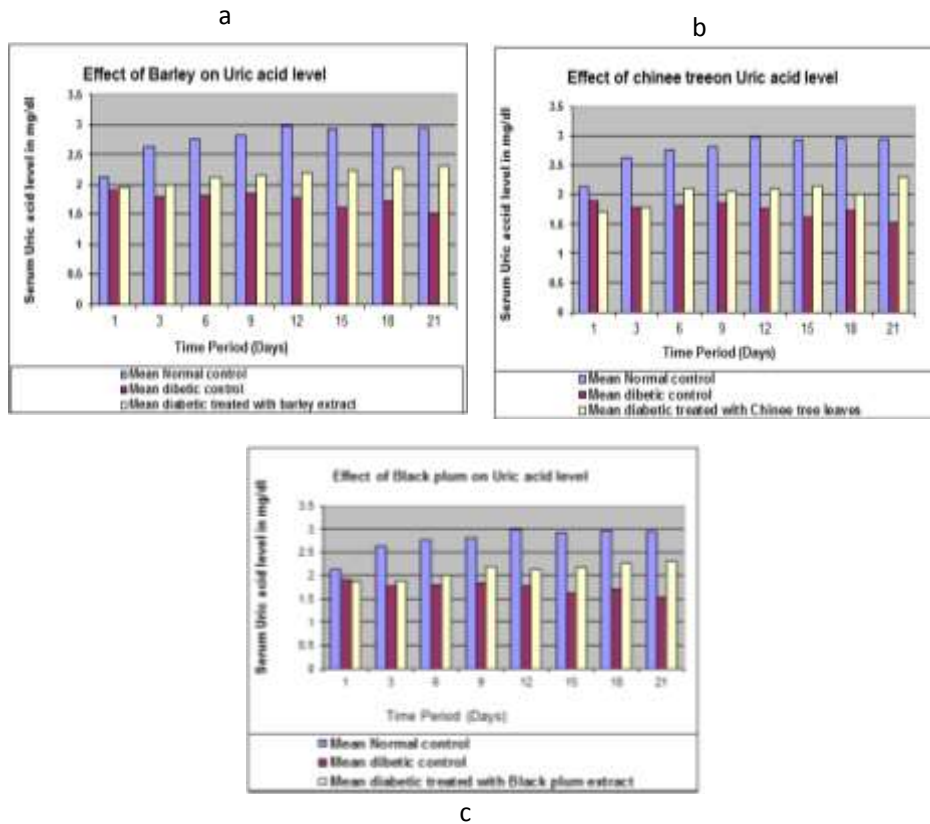 a
b
Effect of Barley on Uric acid level
Serum Uric acid level in mg/dl
3.5
3
2.5
2
1.5
1
0.5
0
1 3 6 9 12 15 18 21
Time Period (Days)
Mean Normal control
Mean dibetic control
Mean diabetic treated with barley extract
Effect of chinee treeon Uric acid level
Serum Uric accid level in mg/dl
3.5
3
2.5
2
1.5
1
0.5
0
1 3 6 9 12 15 18 21
Time Period (Days)
Mean Normal control
Mean dibetic control
Mean diabetic treated with Chinee tree leaves
Effect of Black plum on Uric acid level
Serum Uric acid level in mg/dl
3.5
3
2.5
2
1.5
1
0.5
0
1 3 6 9 12 15 18 21
Time Period (Days)
Mean Normal control
Mean dibetic control
Mean diabetic treated with Black plum extract
c